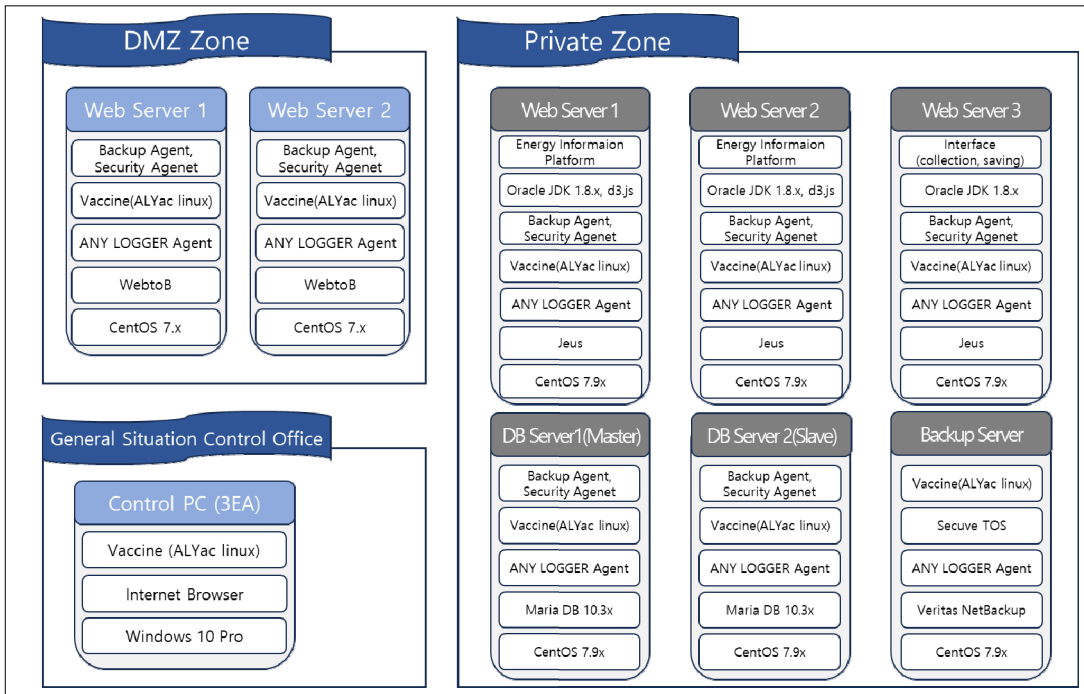 DMZ Zone
Web Server 1
Backup Agent,
Security Agenet
Vaccine(ALYac linux)
ANY LOGGER Agent
WebtoB
CentOS 7.x
Web Server 2
Backup Agent,
Security Agenet
Vaccine(ALYac linux)
ANY LOGGER Agent
WebtoB
CentOS 7.x
General Situation Control Office
Control PC (3EA)
Vaccine (ALYac linux)
Internet Browser
Windows 10 Pro
Private Zone
Web Server 1
Energy Informaion
Platform
Oracle JDK 1.8.x, d3.js
Backup Agent,
Security Agenet
Vaccine(ALYac linux)
ANY LOGGER Agent
Jeus
CentOS 7.9x
Web Server 2
Energy Informaion
Platform
Oracle JDK 1.8.x, d3.js
Backup Agent,
Security Agenet
Vaccine(ALYac linux)
ANY LOGGER Agent
Jeus
CentOS 7.9x
Web Server 3
Interface
(collection, saving)
Oracle JDK 1.8.x
Backup Agent,
Security Agenet
Vaccine(ALYac linux)
ANY LOGGER Agent
Jeus
CentOS 7.9x
DB Server1(Master)
Backup Agent,
Security Agenet
Vaccine(ALYac linux)
ANY LOGGER Agent
Maria DB 10.3x
CentOS 7.9x
DB Server 2(Slave)
Backup Agent,
Security Agenet
Vaccine(ALYac linux)
ANY LOGGER Agent
Maria DB 10.3x
CentOS 7.9x
Backup Server
Vaccine(ALYac linux)
Secuve TOS
ANY LOGGER Agent
Veritas NetBackup
CentOS 7.9x